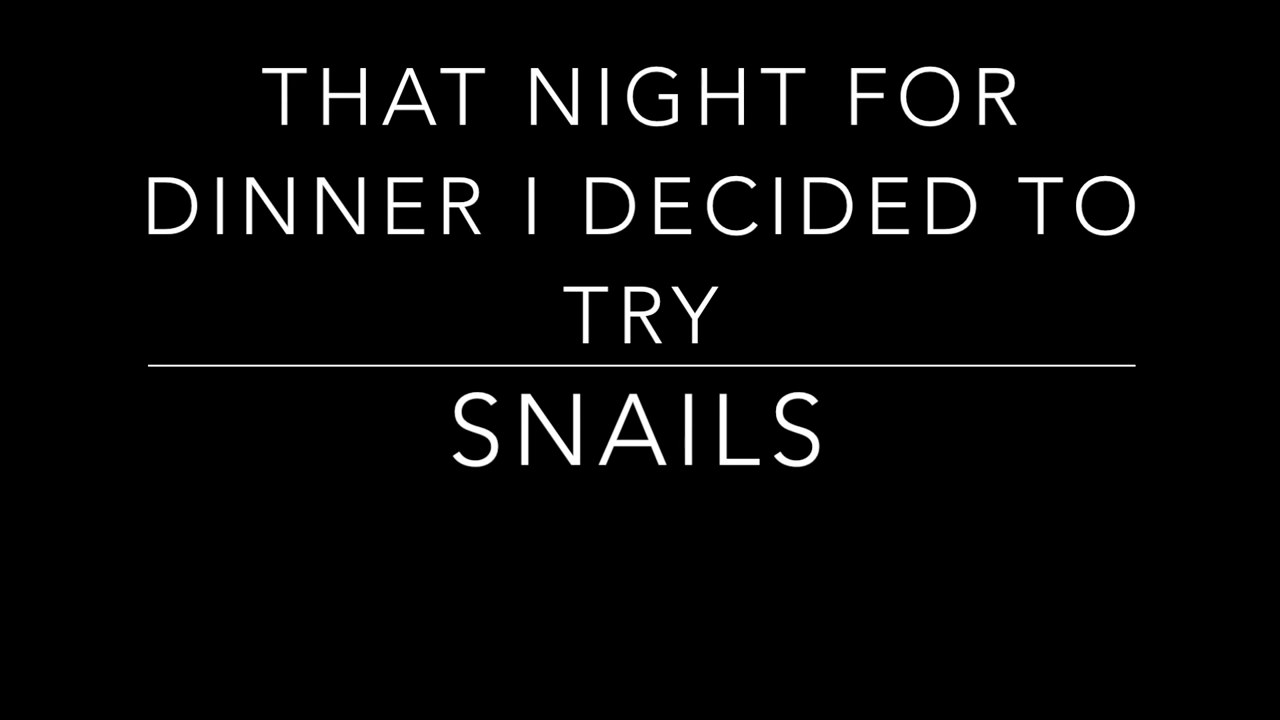 THAT NIGHT FOR
DINNER I DECIDED TO
TRY
SNAILS